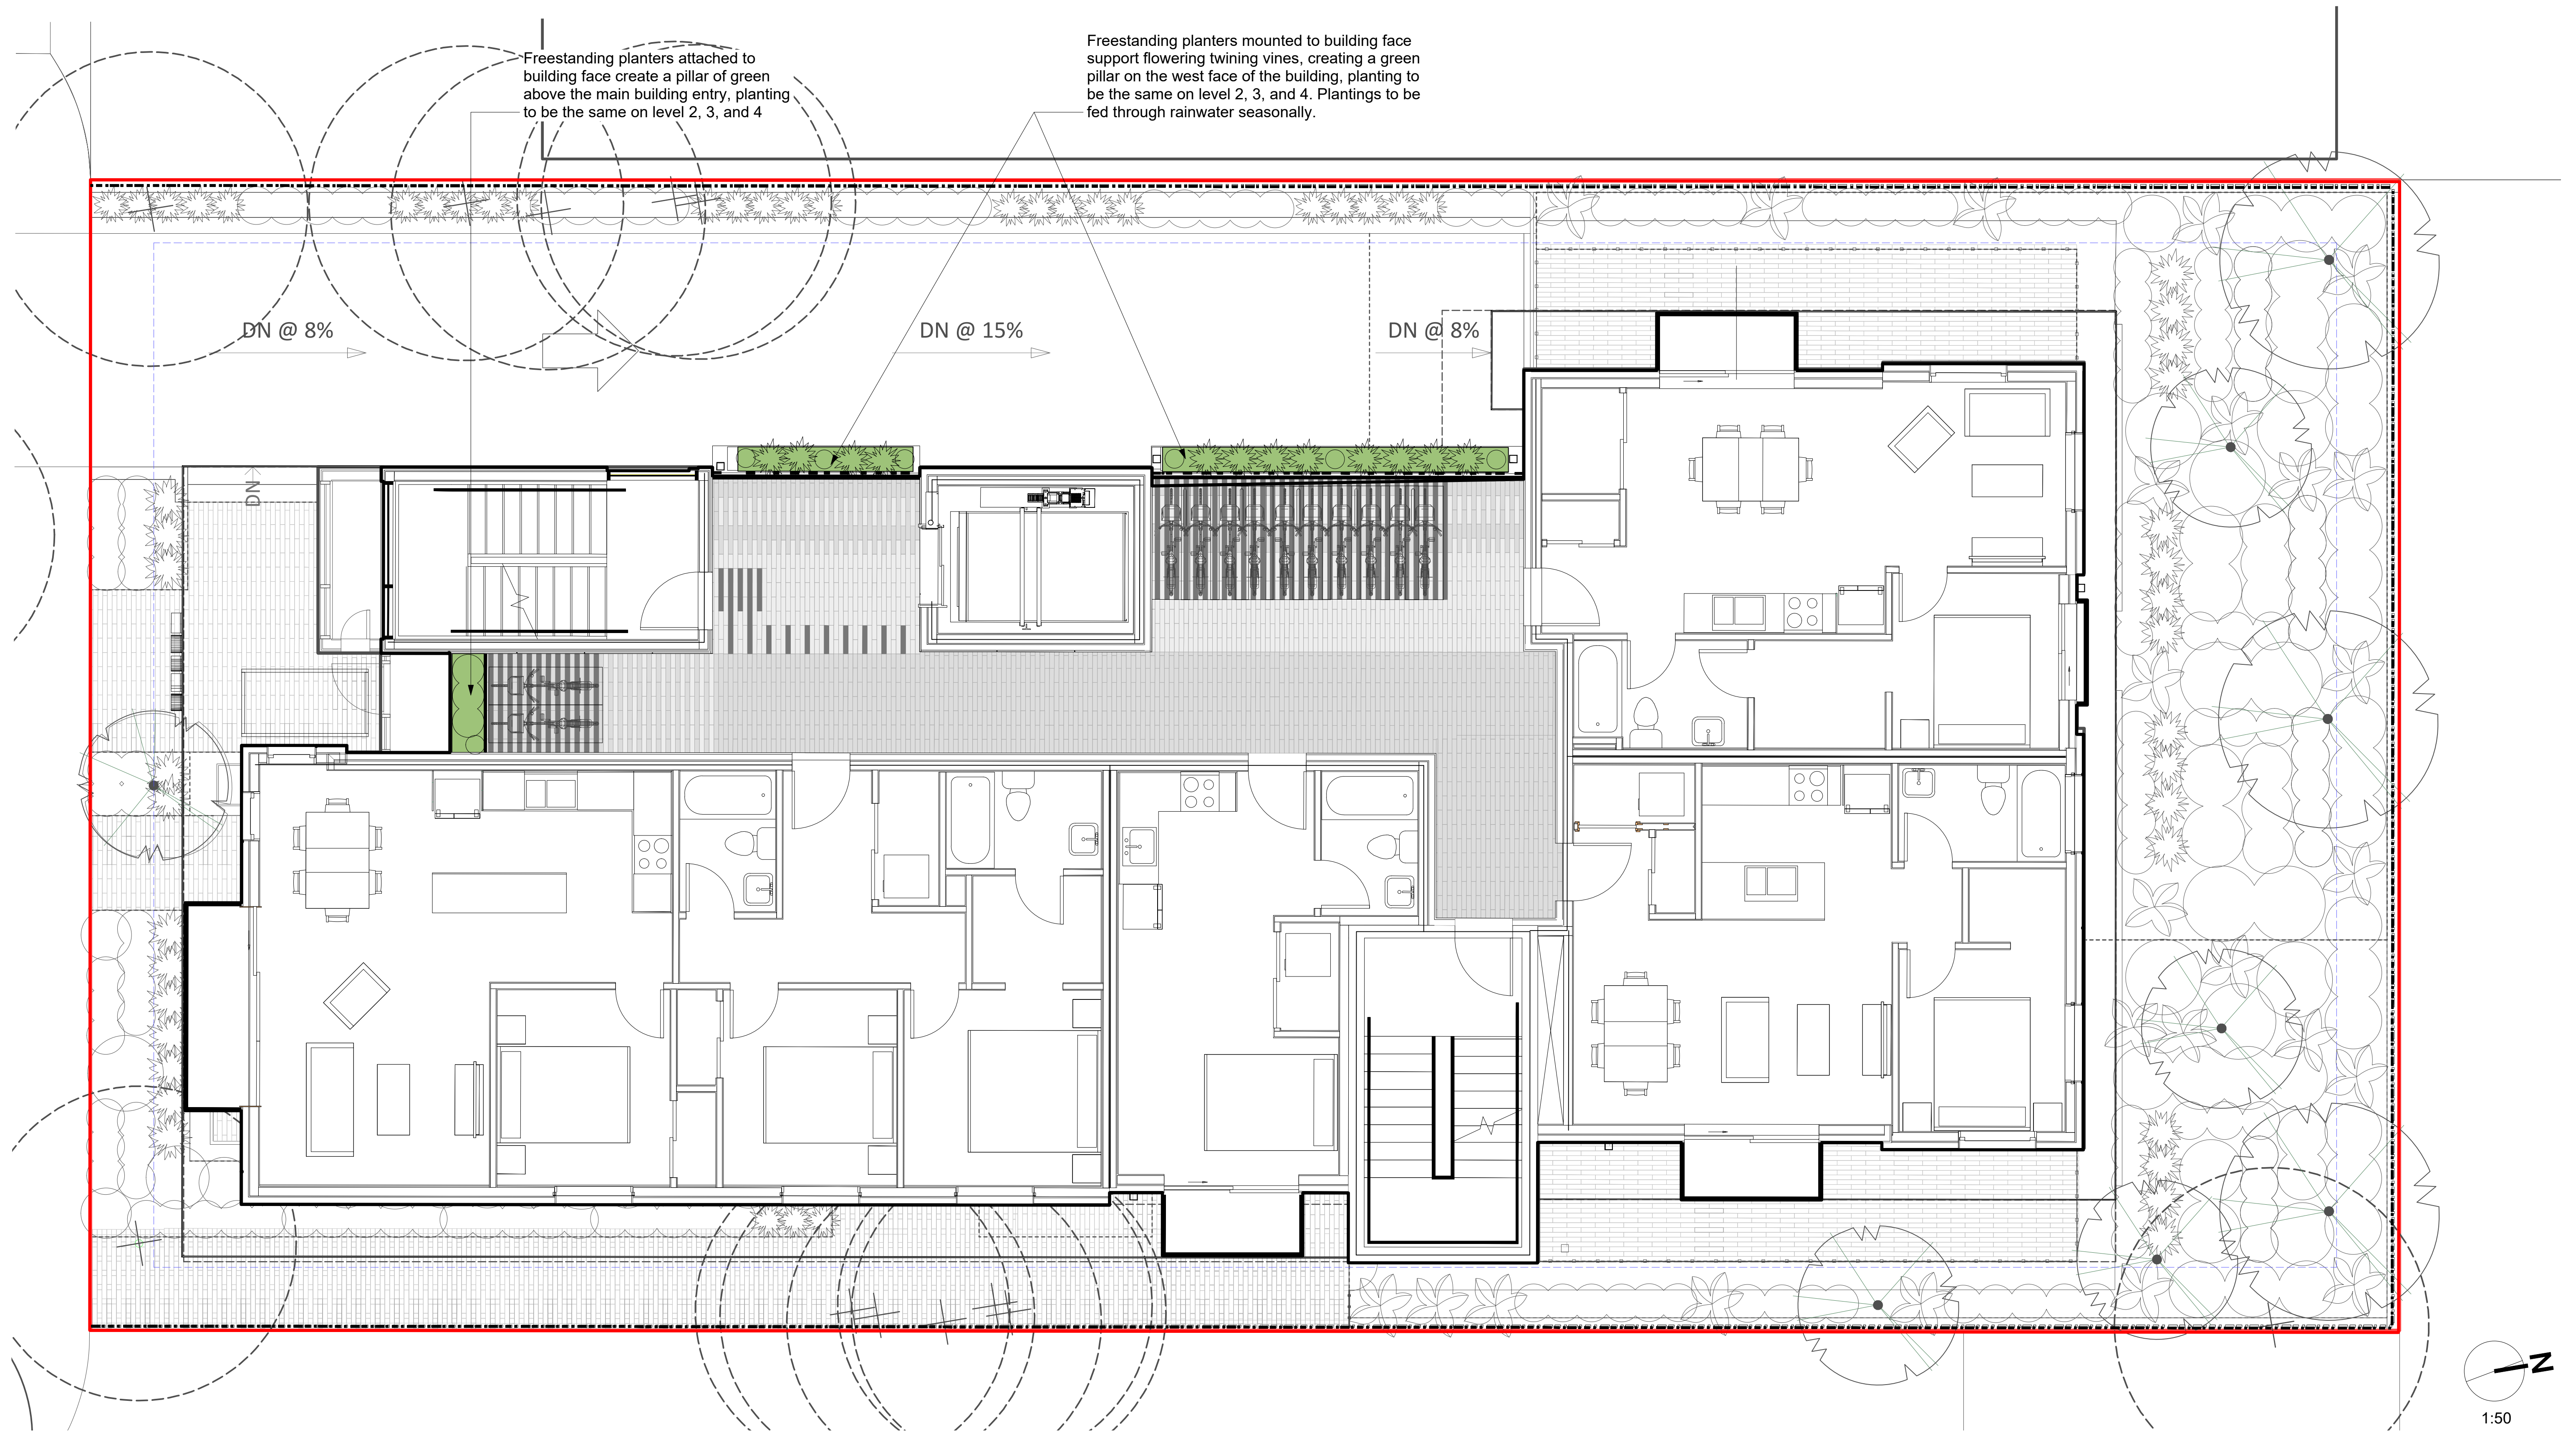 Freestanding planters attached to
building face create a pillar of green
above the main building entry, planting
to be the same on level 2, 3, and 4
Freestanding planters mounted to building face
support flowering twining vines, creating a green
pillar on the west face of the building, planting to
be the same on level 2, 3, and 4. Plantings to be
fed through rainwater seasonally.
DN @ 8%
DN @ 15%
DN @ 8%
DN
N
1:50